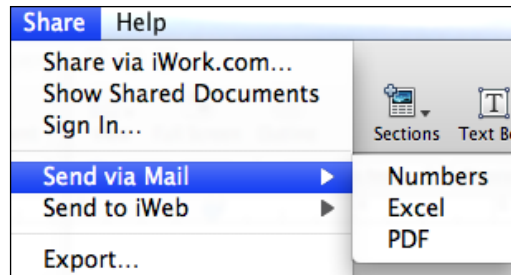 Share Help
Share via iWork.com...
Show Shared Documents
Sign In...
Sections Text
Send via Mail
Numbers
Send to iWeb
Excel
PDF
Export...